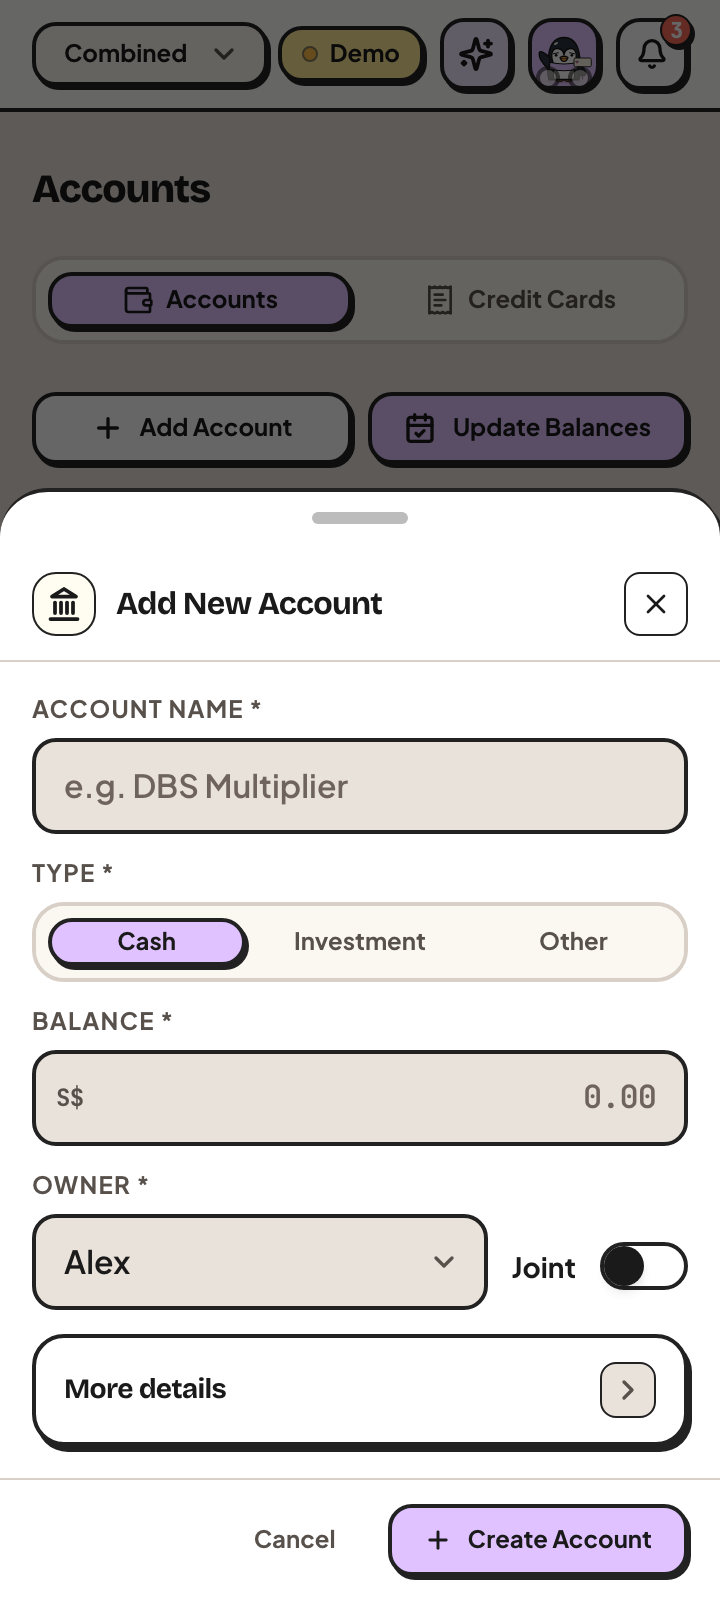 Combined
Demo
3
Accounts
Accounts
Credit Cards
Add Account
Update Balances
Add New Account
ACCOUNT NAME *
e.g. DBS Multiplier
TYPE *
Cash
Investment
Other
BALANCE *
S$
0.00
OWNER *
Alex
Joint
More details
Cancel
Create Account